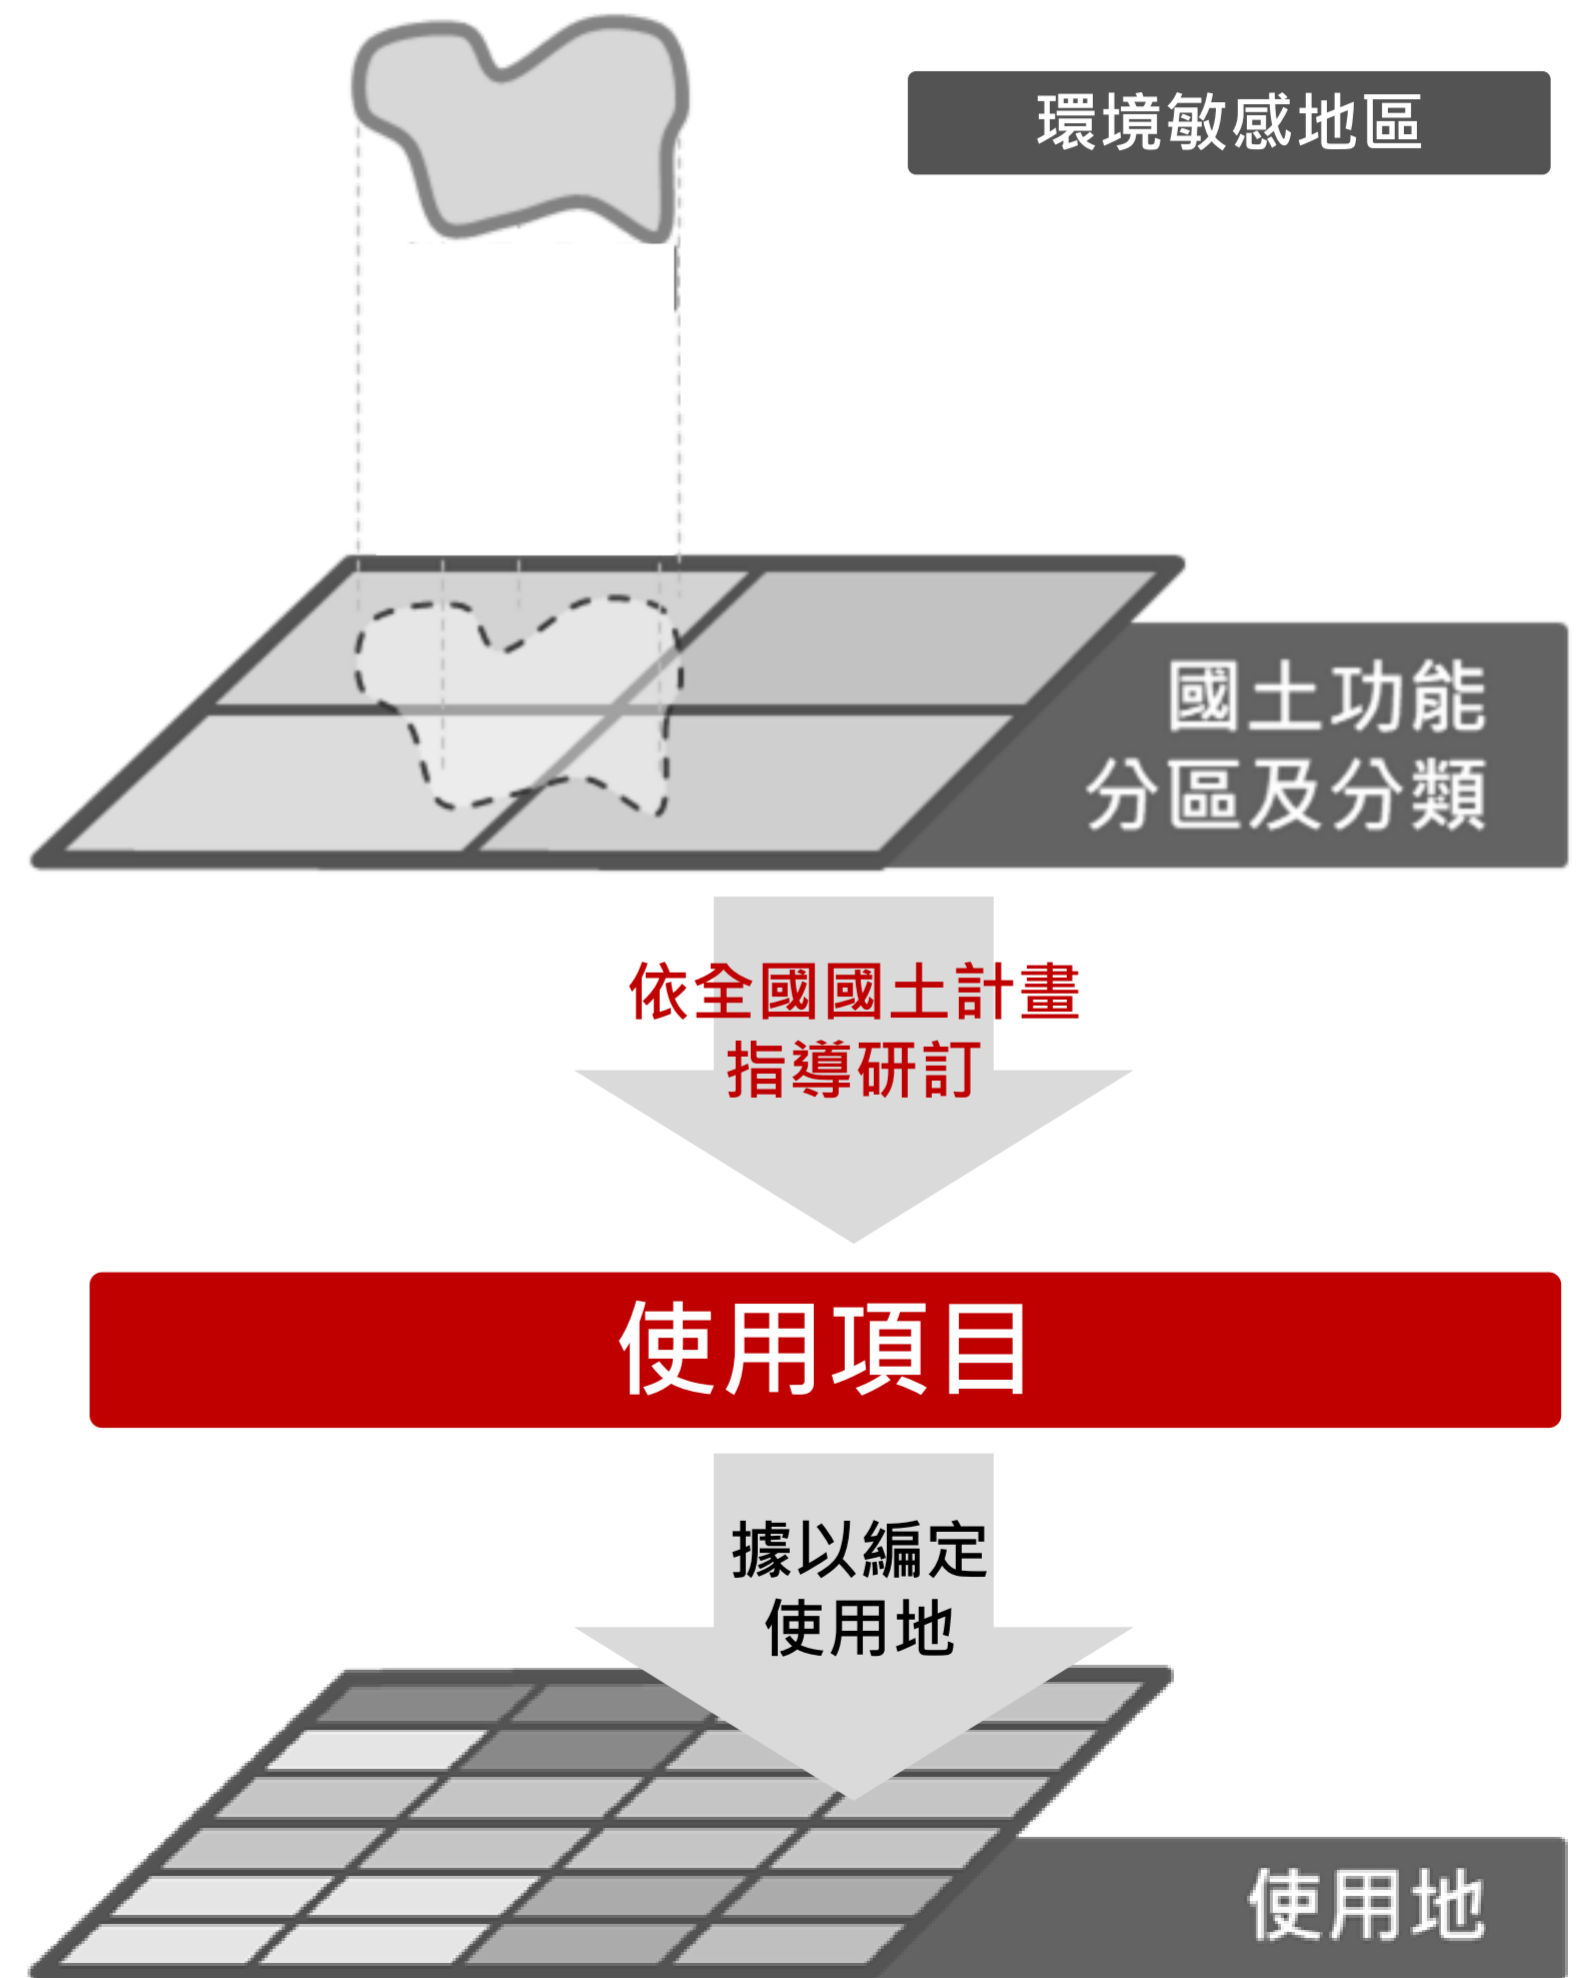 環境敏感地區
國土功能
分區及分類
依全國國土計畫
指導研訂
使用項目
據以編定
使用地
使用地